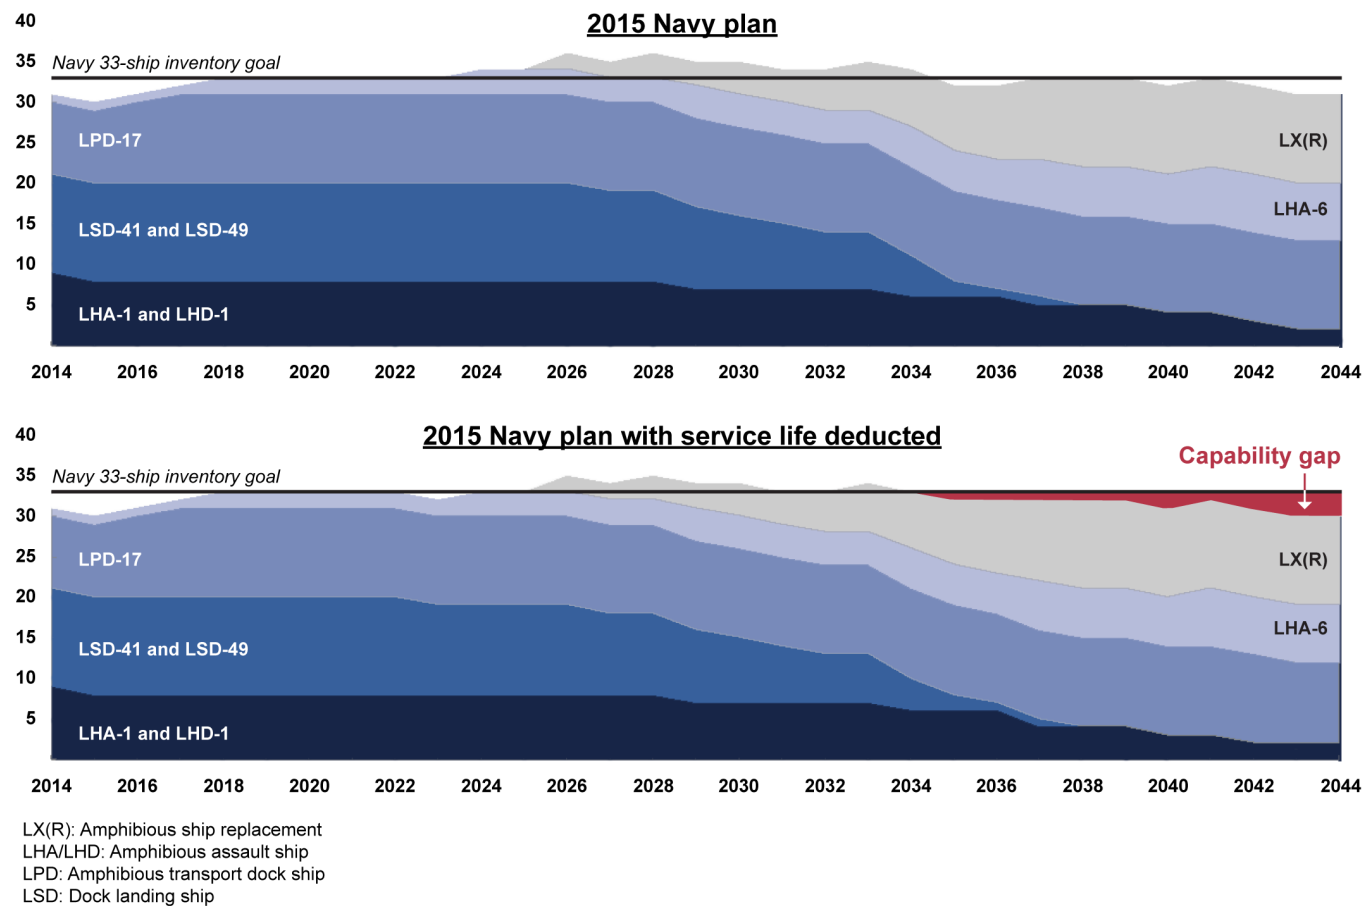 2015 Navy plan
40
35
Navy 33-ship inventory goal
30
LPD-17
LX(R)
25
20
LHA-6
LSD-41 and LSD-49
15
10
5
LHA-1 and LHD-1
2014 2016 2018 2020 2022 2024 2026 2028 2030 2032 2034 2036 2038 2040 2042 2044
2015 Navy plan with service life deducted
40
Capability gap
35
Navy 33-ship inventory goal
30
LPD-17
LX(R)
25
20
LHA-6
LSD-41 and LSD-49
15
10
5
LHA-1 and LHD-1
2014 2016 2018 2020 2022 2024 2026 2028 2030 2032 2034 2036 2038 2040 2042 2044
LX(R): Amphibious ship replacement
LHA/LHD: Amphibious assault ship
LPD: Amphibious transport dock ship
LSD: Dock landing ship